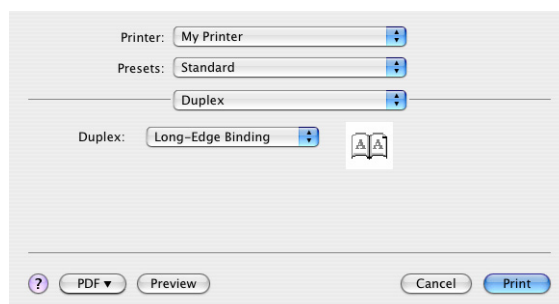 Printer: My Printer
Presets: Standard
Duplex
Duplex: Long-Edge Binding A A
? PDF▼ Preview Cancel Print